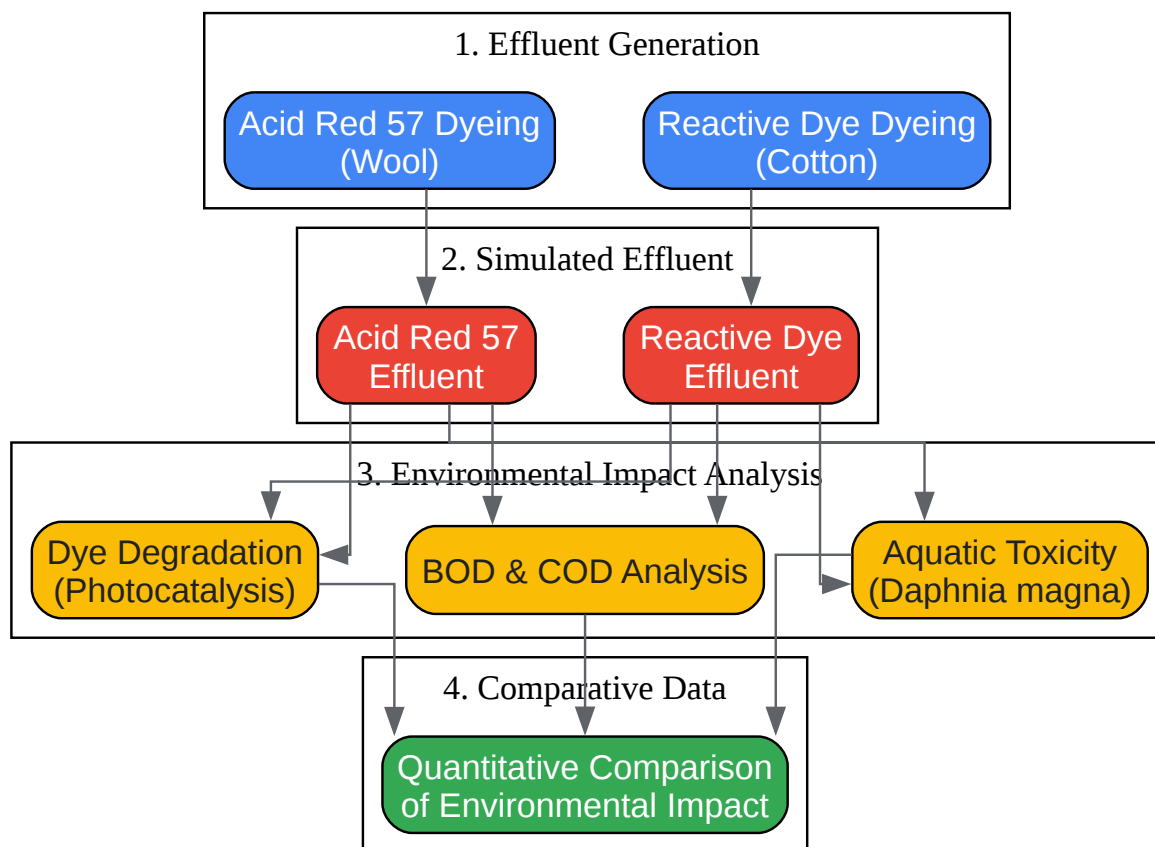 1. Effluent Generation
Acid Red 57 Dyeing
(Wool)
Reactive Dye Dyeing
(Cotton)
2. Simulated Effluent
Acid Red 57
Effluent
Reactive Dye
Effluent
3. Environmental Impact Analysis
Dye Degradation
(Photocatalysis)
BOD & COD Analysis
Aquatic Toxicity
(Daphnia magna)
4. Comparative Data
Quantitative Comparison
of Environmental Impact